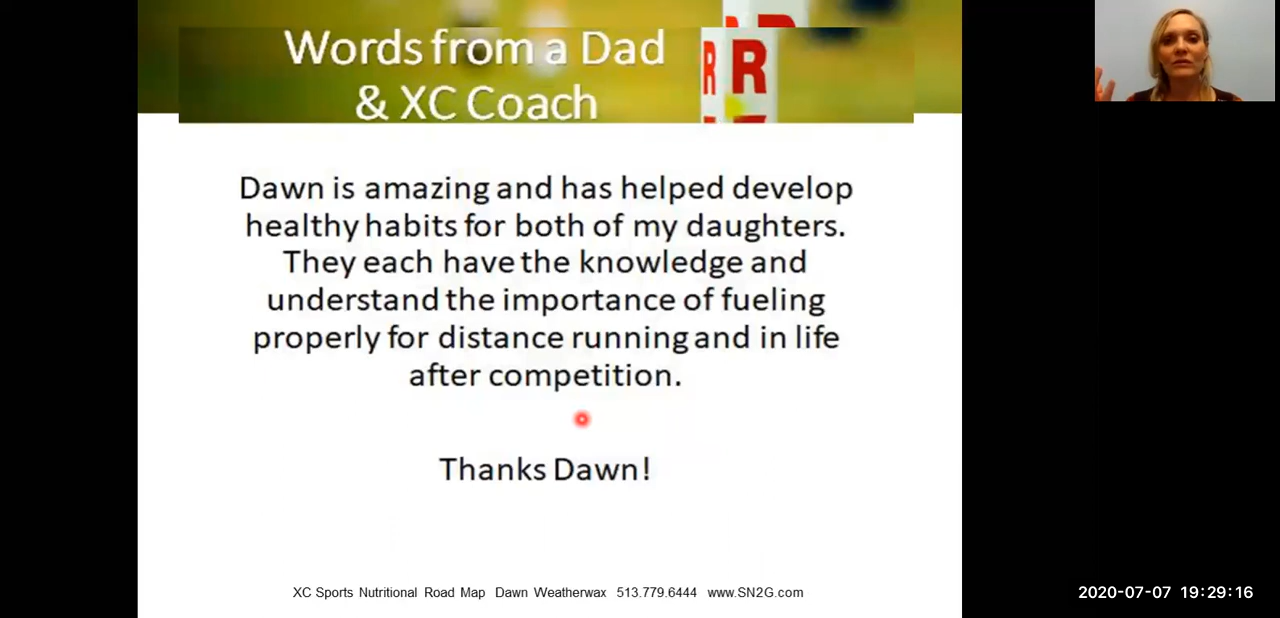 Words from a Dad
& XC Coach
R R
Dawn is amazing and has helped develop
healthy habits for both of my daughters.
They each have the knowledge and
understand the importance of fueling
properly for distance running and in life
after competition.
Thanks Dawn!
XC Sports Nutritional Road Map Dawn Weatherwax 513.779.6444 www.SN2G.com
2020-07-07 19:29:16